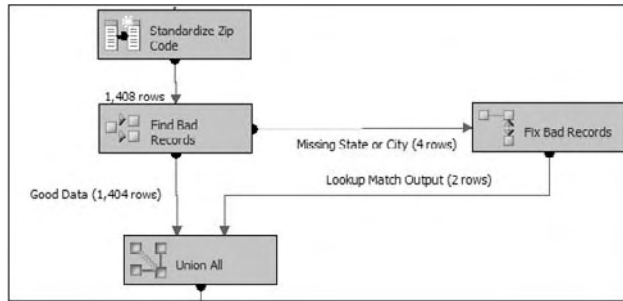 Standardize Zip
Code
1,408 rows
Find Bad
Records
Missing State or City (4 rows)
Fix Bad Records
Good Data (1,404 rows)
Lookup Match Output (2 rows)
Union All